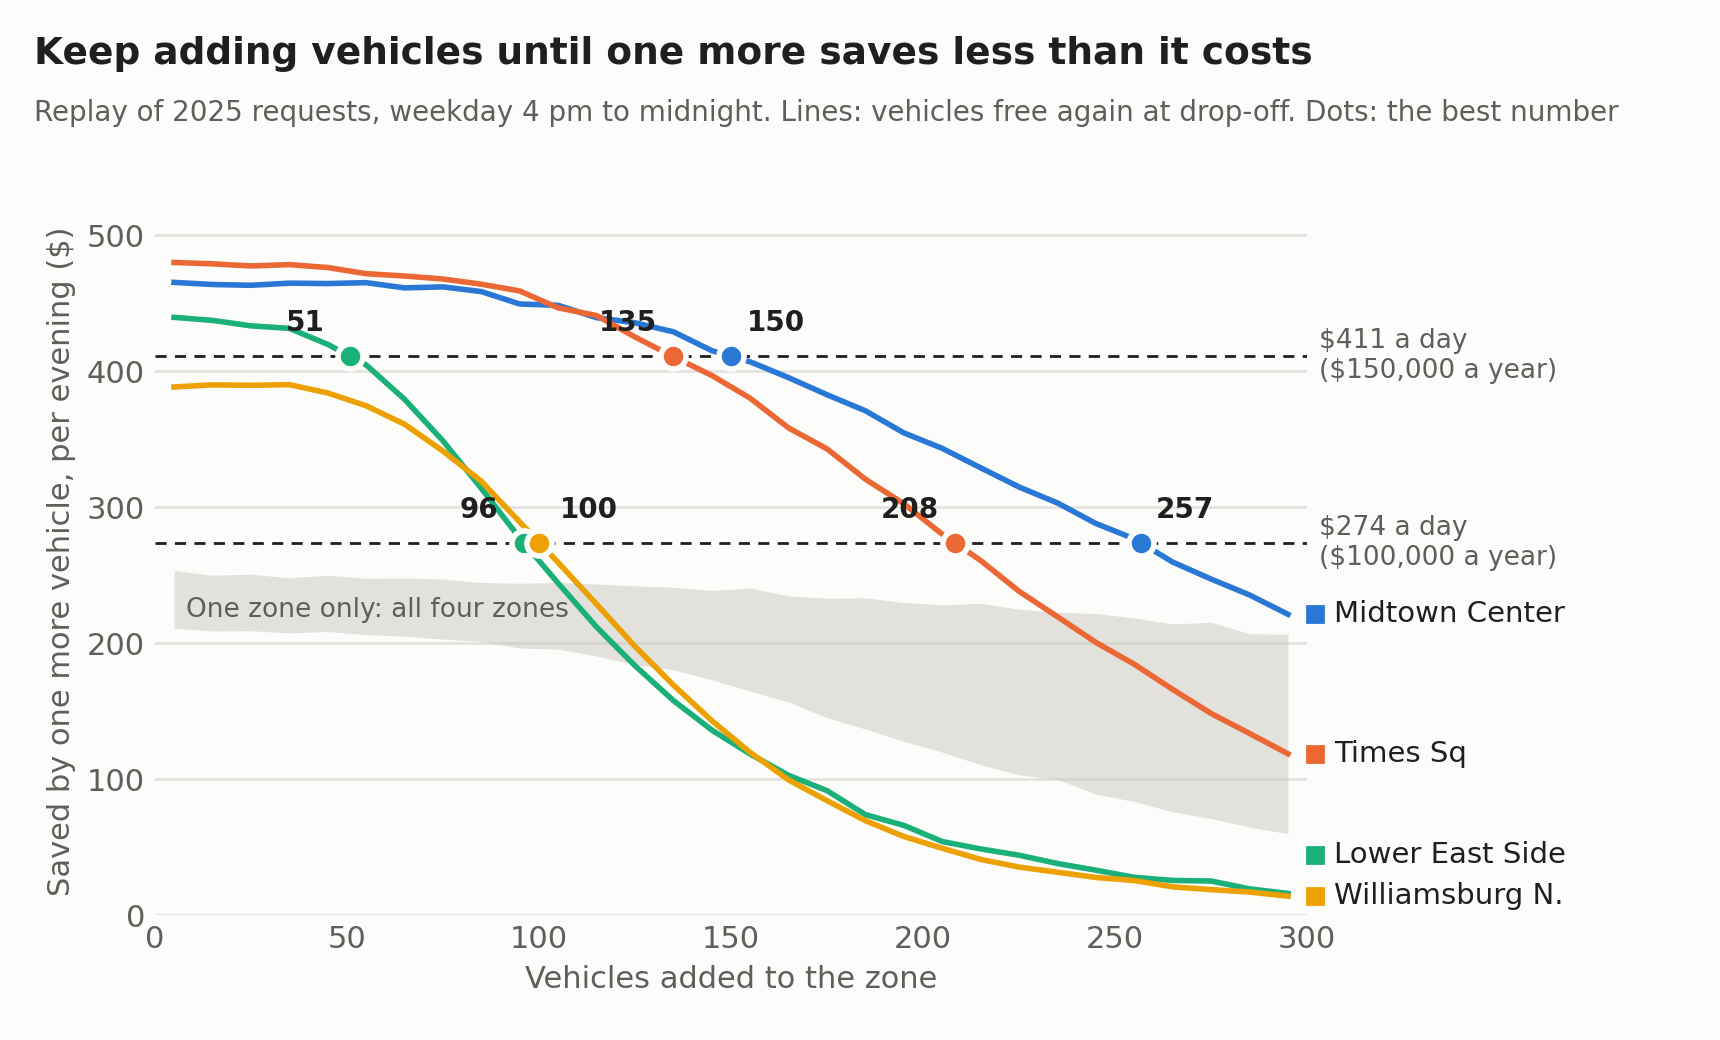 Keep adding vehicles until one more saves less than it costs
Replay of 2025 requests, weekday 4 pm to midnight. Lines: vehicles free again at drop-off. Dots: the best number
Saved by one more vehicle, per evening ($)
500
400
300
200
100
0
51
135
150
$411 a day
($150,000 a year)
96
100
208
257
$274 a day
($100,000 a year)
One zone only: all four zones
Midtown Center
Times Sq
Lower East Side
Williamsburg N.
0
50
100
150
200
250
300
Vehicles added to the zone